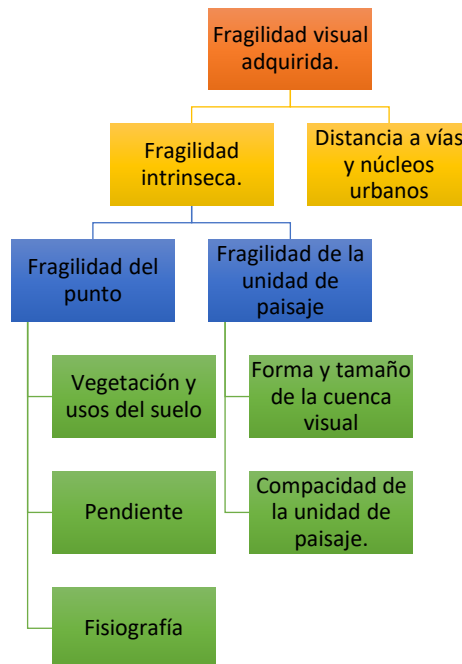 Fragilidad visual
adquirida.
Fragilidad
intrinseca.
Distancia a vías
y núcleos
urbanos
Fragilidad del
punto
Fragilidad de la
unidad de
paisaje
Vegetación y
usos del suelo
Forma y tamaño
de la cuenca
visual
Pendiente
Compacidad de
la unidad de
paisaje.
Fisiografía